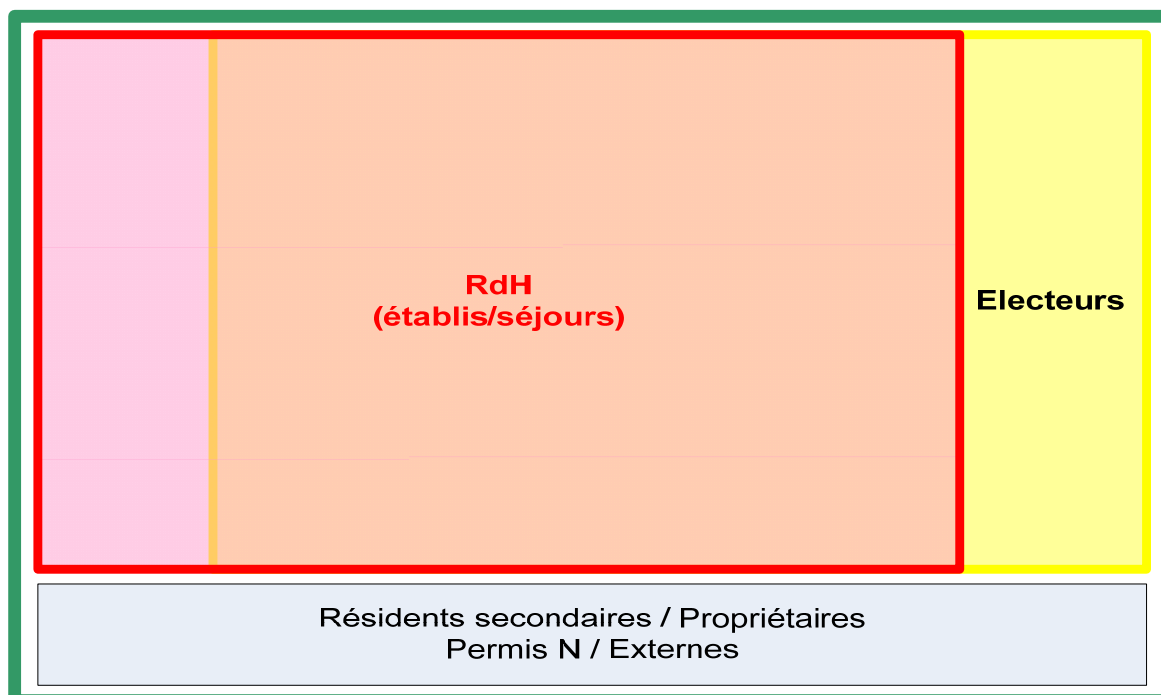 RdH
(établis/séjours)
Electeurs
Résidents secondaires / Propriétaires
Permis N / Externes